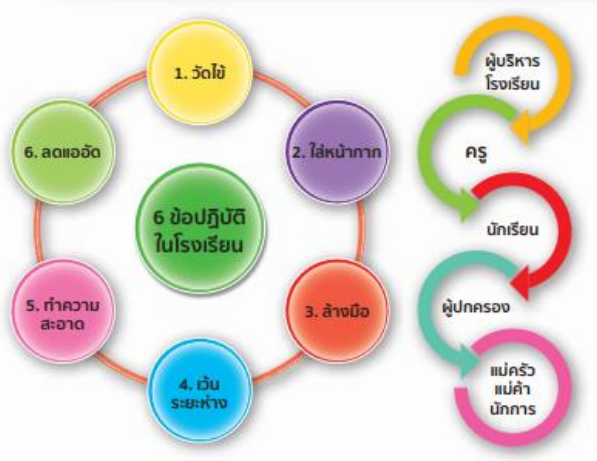 6 ข้อปฏิบัติ
ในโรงเรียน
1. วัดไข้
2. ใส่หน้ากาก
3. ล้างมือ
4. เว้น
ระยะห่าง
5. ทำความ
สะอาด
6. ลดแออัด
ผู้บริหาร
โรงเรียน
ครู
นักเรียน
ผู้ปกครอง
แม่ครัว
แม่ค้า
นักการ